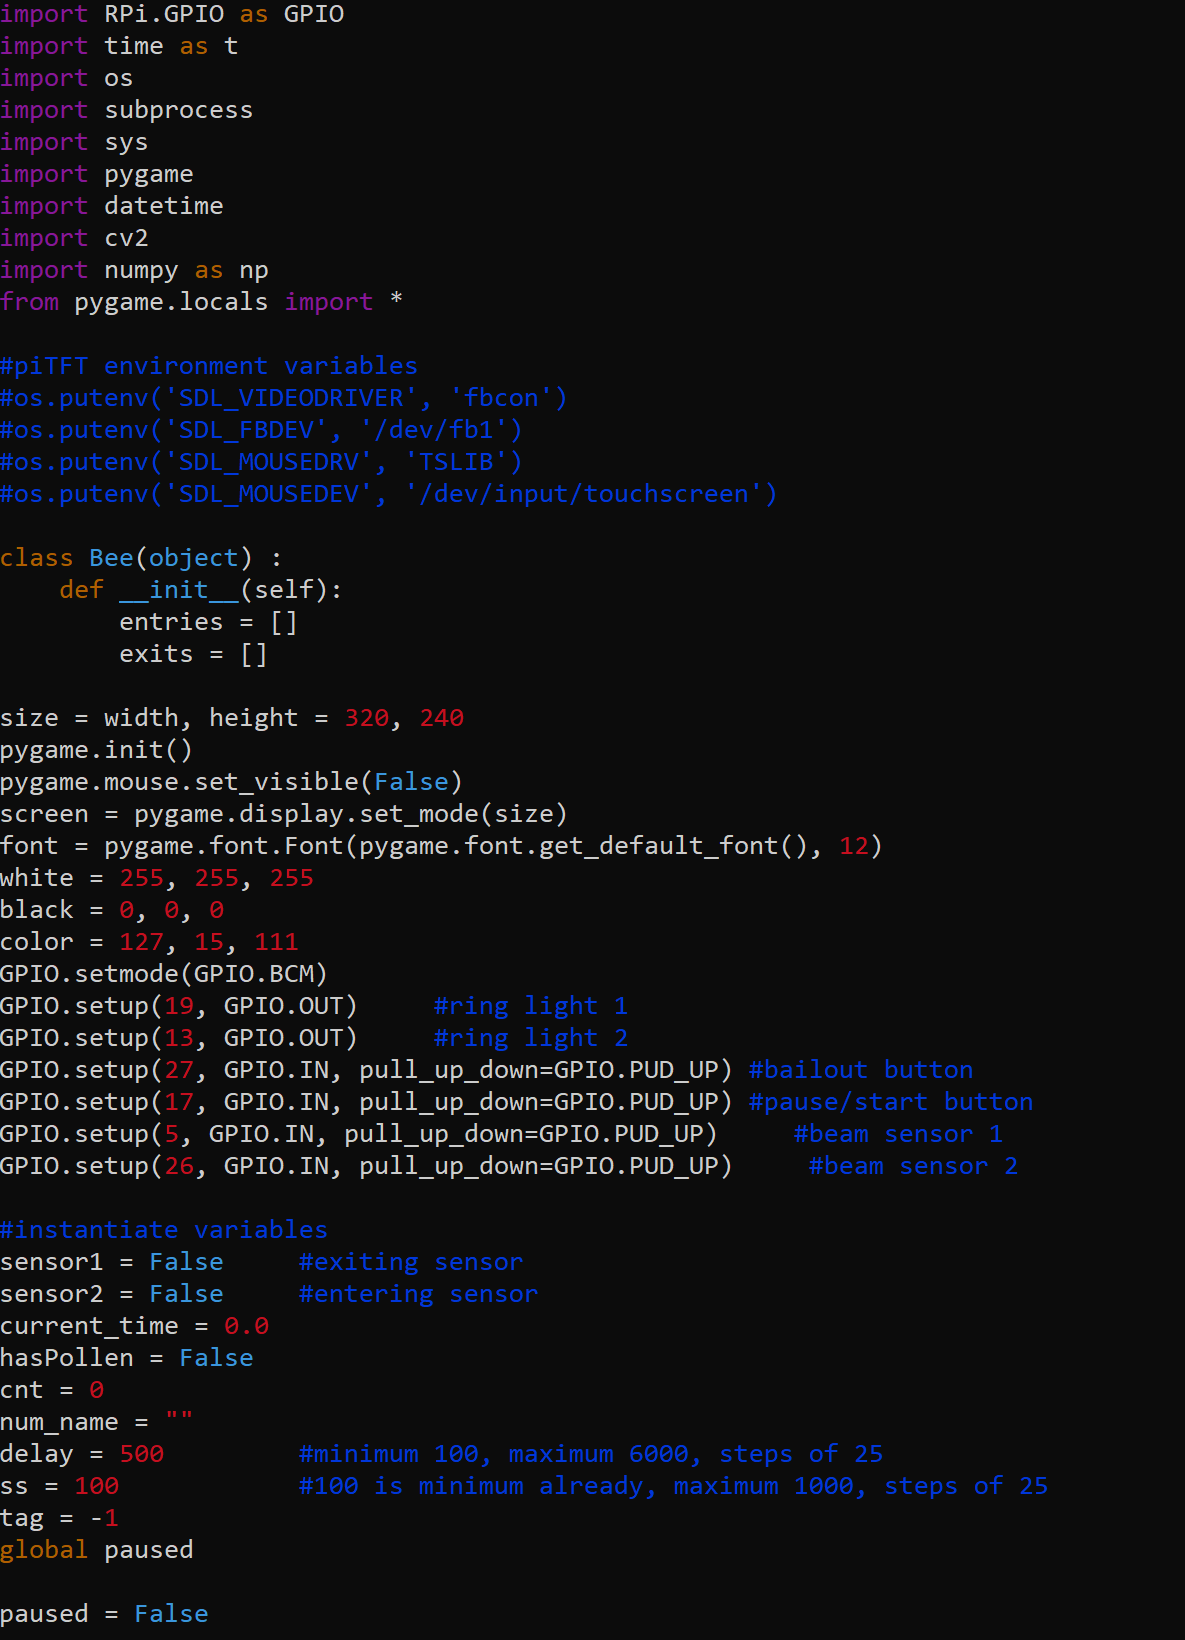 import RPi.GPIO as GPIO
import time as t
import os
import subprocess
import sys
import pygame
import datetime
import cv2
import numpy as np
from pygame.locals import *

#piTFT environment variables
#os.putenv('SDL_VIDEODRIVER', 'fbcon')
#os.putenv('SDL_FBDEV', '/dev/fb1')
#os.putenv('SDL_MOUSEDRV', 'TSLIB')
#os.putenv('SDL_MOUSEDEV', '/dev/input/touchscreen')

class Bee(object) :
    def __init__(self):
        entries = []
        exits = []

size = width, height = 320, 240
pygame.init()
pygame.mouse.set_visible(False)
screen = pygame.display.set_mode(size)
font = pygame.font.Font(pygame.font.get_default_font(), 12)
white = 255, 255, 255
black = 0, 0, 0
color = 127, 15, 111
GPIO.setmode(GPIO.BCM)
GPIO.setup(19, GPIO.OUT)     #ring light 1
GPIO.setup(13, GPIO.OUT)     #ring light 2
GPIO.setup(27, GPIO.IN, pull_up_down=GPIO.PUD_UP) #bailout button
GPIO.setup(17, GPIO.IN, pull_up_down=GPIO.PUD_UP) #pause/start button
GPIO.setup(5, GPIO.IN, pull_up_down=GPIO.PUD_UP)     #beam sensor 1
GPIO.setup(26, GPIO.IN, pull_up_down=GPIO.PUD_UP)     #beam sensor 2

#instantiate variables
sensor1 = False     #exiting sensor
sensor2 = False     #entering sensor
current_time = 0.0
hasPollen = False
cnt = 0
num_name = ""
delay = 500         #minimum 100, maximum 6000, steps of 25
ss = 100            #100 is minimum already, maximum 1000, steps of 25
tag = -1
global paused

paused = False